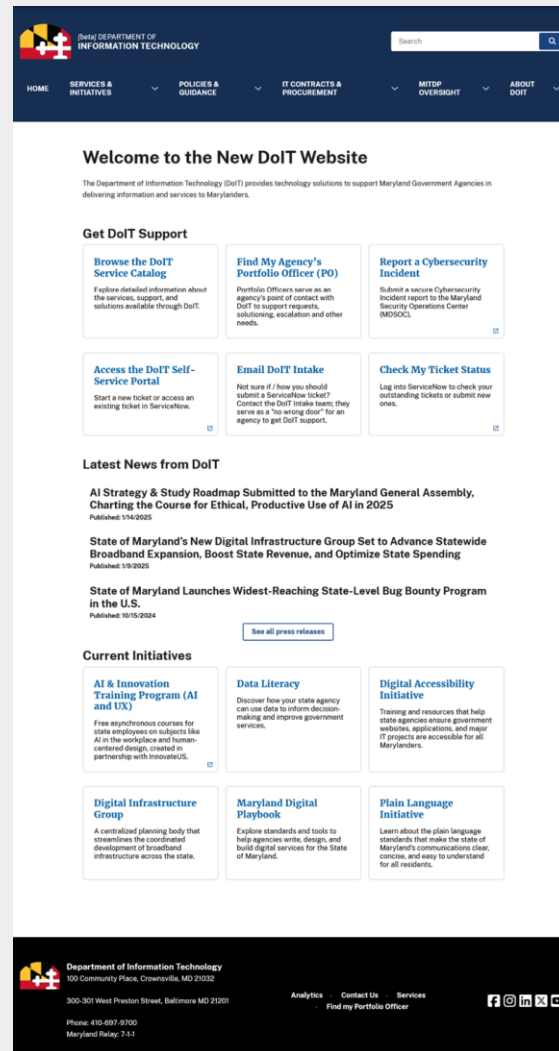 [beta] DEPARTMENT OF
INFORMATION TECHNOLOGY
Search
HOME
SERVICES &
INITIATIVES
POLICIES &
GUIDANCE
IT CONTRACTS &
PROCUREMENT
MITDP
OVERSIGHT
ABOUT
DOIT
Welcome to the New DoIT Website
The Department of Information Technology (DoIT) provides technology solutions to support Maryland Government Agencies in
delivering information and services to Marylanders.
Get DoIT Support
Browse the DoIT
Service Catalog
Explore detailed information about
the services, support, and
solutions available through DoIT.
Find My Agency's
Portfolio Officer (PO)
Portfolio Officers serve as an
agency's point of contact with
DoIT to support requests,
solutioning, escalation and other
needs.
Report a Cybersecurity
Incident
Submit a secure Cybersecurity
Incident report to the Maryland
Security Operations Center
(MDSOC).
Access the DoIT Self-
Service Portal
Start a new ticket or access an
existing ticket in ServiceNow.
Email DoIT Intake
Not sure if / how you should
submit a ServiceNow ticket?
Contact the DoIT Intake team; they
serve as a "no wrong door" for an
agency to get DoIT support.
Check My Ticket Status
Log into ServiceNow to check your
outstanding tickets or submit new
ones.
Latest News from DoIT
AI Strategy & Study Roadmap Submitted to the Maryland General Assembly,
Charting the Course for Ethical, Productive Use of AI in 2025
Published: 1/14/2025
State of Maryland's New Digital Infrastructure Group Set to Advance Statewide
Broadband Expansion, Boost State Revenue, and Optimize State Spending
Published: 1/9/2025
State of Maryland Launches Widest-Reaching State-Level Bug Bounty Program
in the U.S.
Published: 10/15/2024
See all press releases
Current Initiatives
AI & Innovation
Training Program (AI
and UX)
Free asynchronous courses for
state employees on subjects like
AI in the workplace and human-
centered design, created in
partnership with InnovateUS.
Data Literacy
Discover how your state agency
can use data to inform decision-
making and improve government
services.
Digital Accessibility
Initiative
Training and resources that help
state agencies ensure government
websites, applications, and major
IT projects are accessible for all
Marylanders.
Digital Infrastructure
Group
A centralized planning body that
streamlines the coordinated
development of broadband
infrastructure across the state.
Maryland Digital
Playbook
Explore standards and tools to
help agencies write, design, and
build digital services for the State
of Maryland.
Plain Language
Initiative
Learn about the plain language
standards that make the state of
Maryland's communications clear,
concise, and easy to understand
for all residents.
Department of Information Technology
100 Community Place, Crownsville, MD 21032
300-301 West Preston Street, Baltimore MD 21201
Phone: 410-697-9700
Maryland Relay: 7-1-1
Analytics - Contact Us - Services
- Find my Portfolio Officer